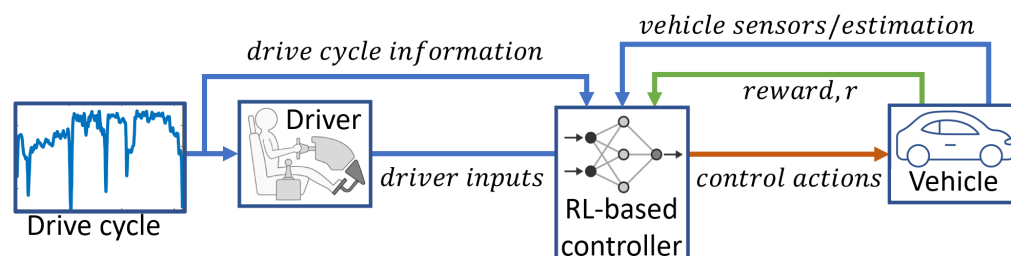 vehicle sensors/estimation
drive cycle information
reward, r
Driver
driver inputs
control actions
Vehicle
Drive cycle
RL-based
controller